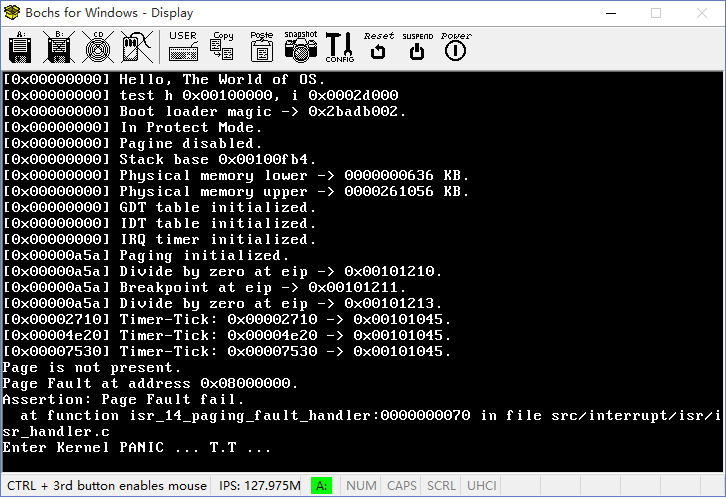 Bochs for Windows - Display
A: B: CD USER Copy Paste snapshot CONFIG Reset SUSPEND Power
[0x00000000] Hello, The World of OS.
[0x00000000] test h 0x00100000, i 0x0002d000
[0x00000000] Boot loader magic -> 0x2badb002.
[0x00000000] In Protect Mode.
[0x00000000] Pagine disabled.
[0x00000000] Stack base 0x00100fb4.
[0x00000000] Physical memory lower -> 0000000636 KB.
[0x00000000] Physical memory upper -> 0000261056 KB.
[0x00000000] GDT table initialized.
[0x00000000] IDT table initialized.
[0x00000000] IRQ timer initialized.
[0x00000a5a] Paging initialized.
[0x00000a5a] Divide by zero at eip -> 0x00101210.
[0x00000a5a] Breakpoint at eip -> 0x00101211.
[0x00000a5a] Divide by zero at eip -> 0x00101213.
[0x00002710] Timer-Tick: 0x00002710 -> 0x00101045.
[0x00004e20] Timer-Tick: 0x00004e20 -> 0x00101045.
[0x00007530] Timer-Tick: 0x00007530 -> 0x00101045.
Page is not present.
Page Fault at address 0x08000000.
Assertion: Page Fault fail.
  at function isr_14_paging_fault_handler:0000000070 in file src/interrupt/isr/i
sr_handler.c
Enter Kernel PANIC ... T.T ...
CTRL + 3rd button enables mouse IPS: 127.975M A: NUM CAPS SCRL UHCI